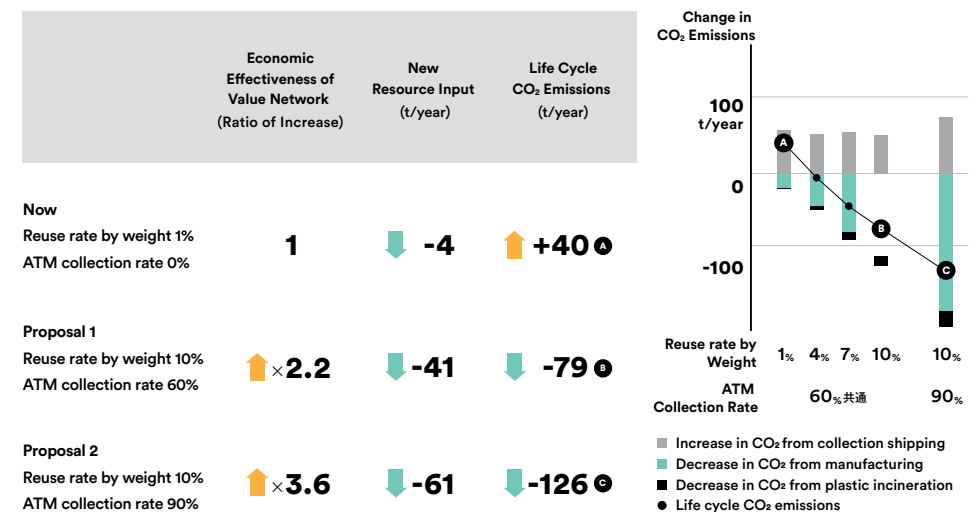 Economic
Effectiveness of
Value Network
(Ratio of Increase)
New
Resource Input
(t/year)
Life Cycle
CO₂ Emissions
(t/year)
Now
Reuse rate by weight 1%
ATM collection rate 0%
1
-4
+40 A
Proposal 1
Reuse rate by weight 10%
ATM collection rate 60%
×2.2
-41
-79 B
Proposal 2
Reuse rate by weight 10%
ATM collection rate 90%
×3.6
-61
-126 C
Change in
CO₂ Emissions
100
t/year
0
-100
A
B
C
Reuse rate by
Weight
1% 4% 7% 10% 10%
ATM
Collection Rate
60%共通 90%
Increase in CO₂ from collection shipping
Decrease in CO₂ from manufacturing
Decrease in CO₂ from plastic incineration
Life cycle CO₂ emissions